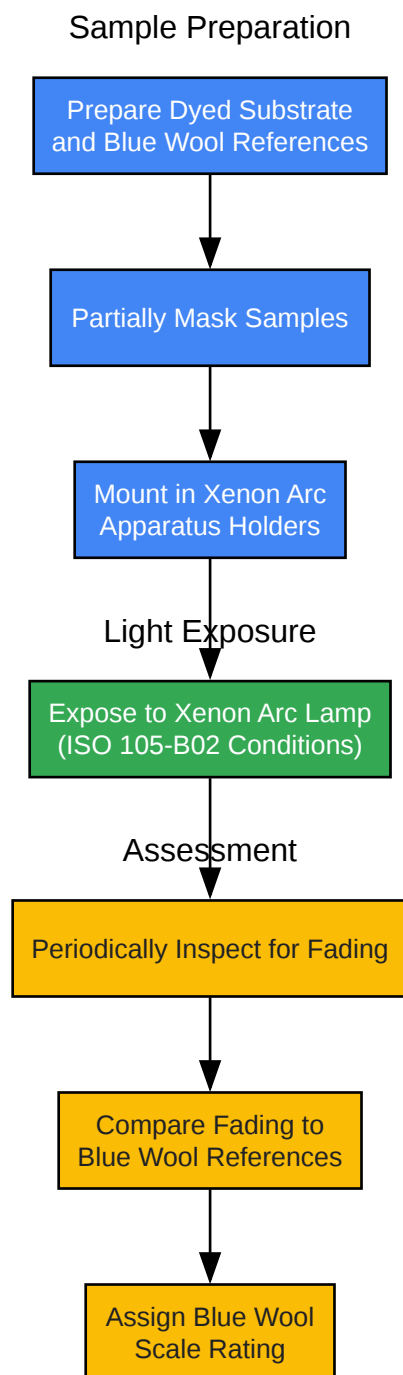 Sample Preparation
Prepare Dyed Substrate
and Blue Wool References
Partially Mask Samples
Mount in Xenon Arc
Apparatus Holders
Light Exposure
Expose to Xenon Arc Lamp
(ISO 105-B02 Conditions)
Assessment
Periodically Inspect for Fading
Compare Fading to
Blue Wool References
Assign Blue Wool
Scale Rating